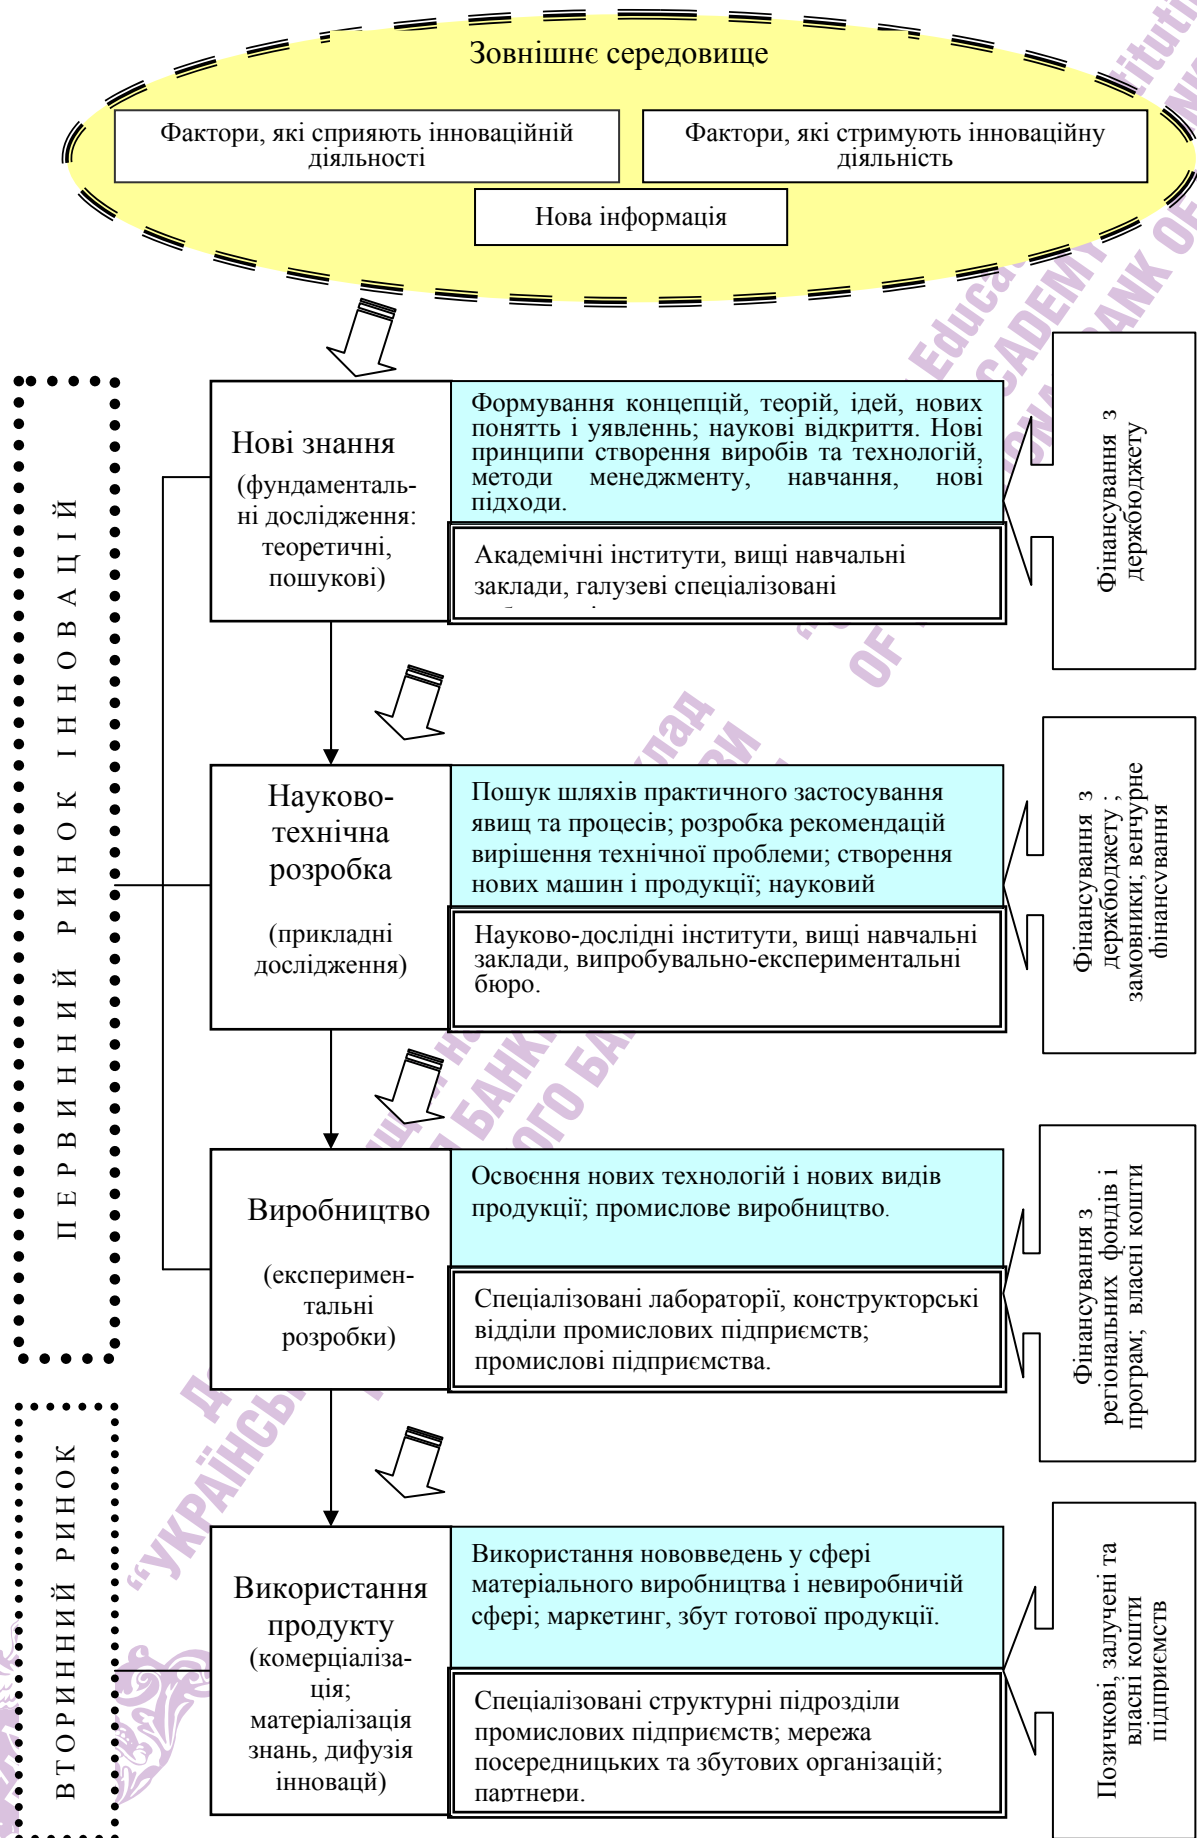 Зовнішнє середовище
Фактори, які сприяють інноваційній
діяльності
Фактори, які стримують інноваційну
діяльність
Нова інформація
ПЕРВИННИЙ РИНОК ІННОВАЦІЙ
Нові знання
(фундаменталь-
ні дослідження:
теоретичні,
пошукові)
Формування концепцій, теорій, ідей, нових
понятть і уявленнь; наукові відкриття. Нові
принципи створення виробів та технологій,
методи менеджменту, навчання, нові
підходи.
Академічні інститути, вищі навчальні
заклади, галузеві спеціалізовані
Фінансування з
держбюджету
Науково-
технічна
розробка
(прикладні
дослідження)
Пошук шляхів практичного застосування
явищ та процесів; розробка рекомендацій
вирішення технічної проблеми; створення
нових машин і продукції; науковий
Науково-дослідні інститути, вищі навчальні
заклади, випробувально-експериментальні
бюро.
Фінансування з
держбюджету ;
замовники; венчурне
фінансування
Виробництво
(експеримен-
тальні
розробки)
Освоєння нових технологій і нових видів
продукції; промислове виробництво.
Спеціалізовані лабораторії, конструкторські
відділи промислових підприємств;
промислові підприємства.
Фінансування з
регіональних фондів і
програм; власні кошти
ВТОРИННИЙ РИНОК
Використання
продукту
(комерціаліза-
ція;
матеріалізація
знань, дифузія
інновацй)
Використання нововведень у сфері
матеріального виробництва і невиробничій
сфері; маркетинг, збут готової продукції.
Спеціалізовані структурні підрозділи
промислових підприємств; мережа
посередницьких та збутових організацій;
партнери.
Позичкові, залучені та
власні кошти
підприємств